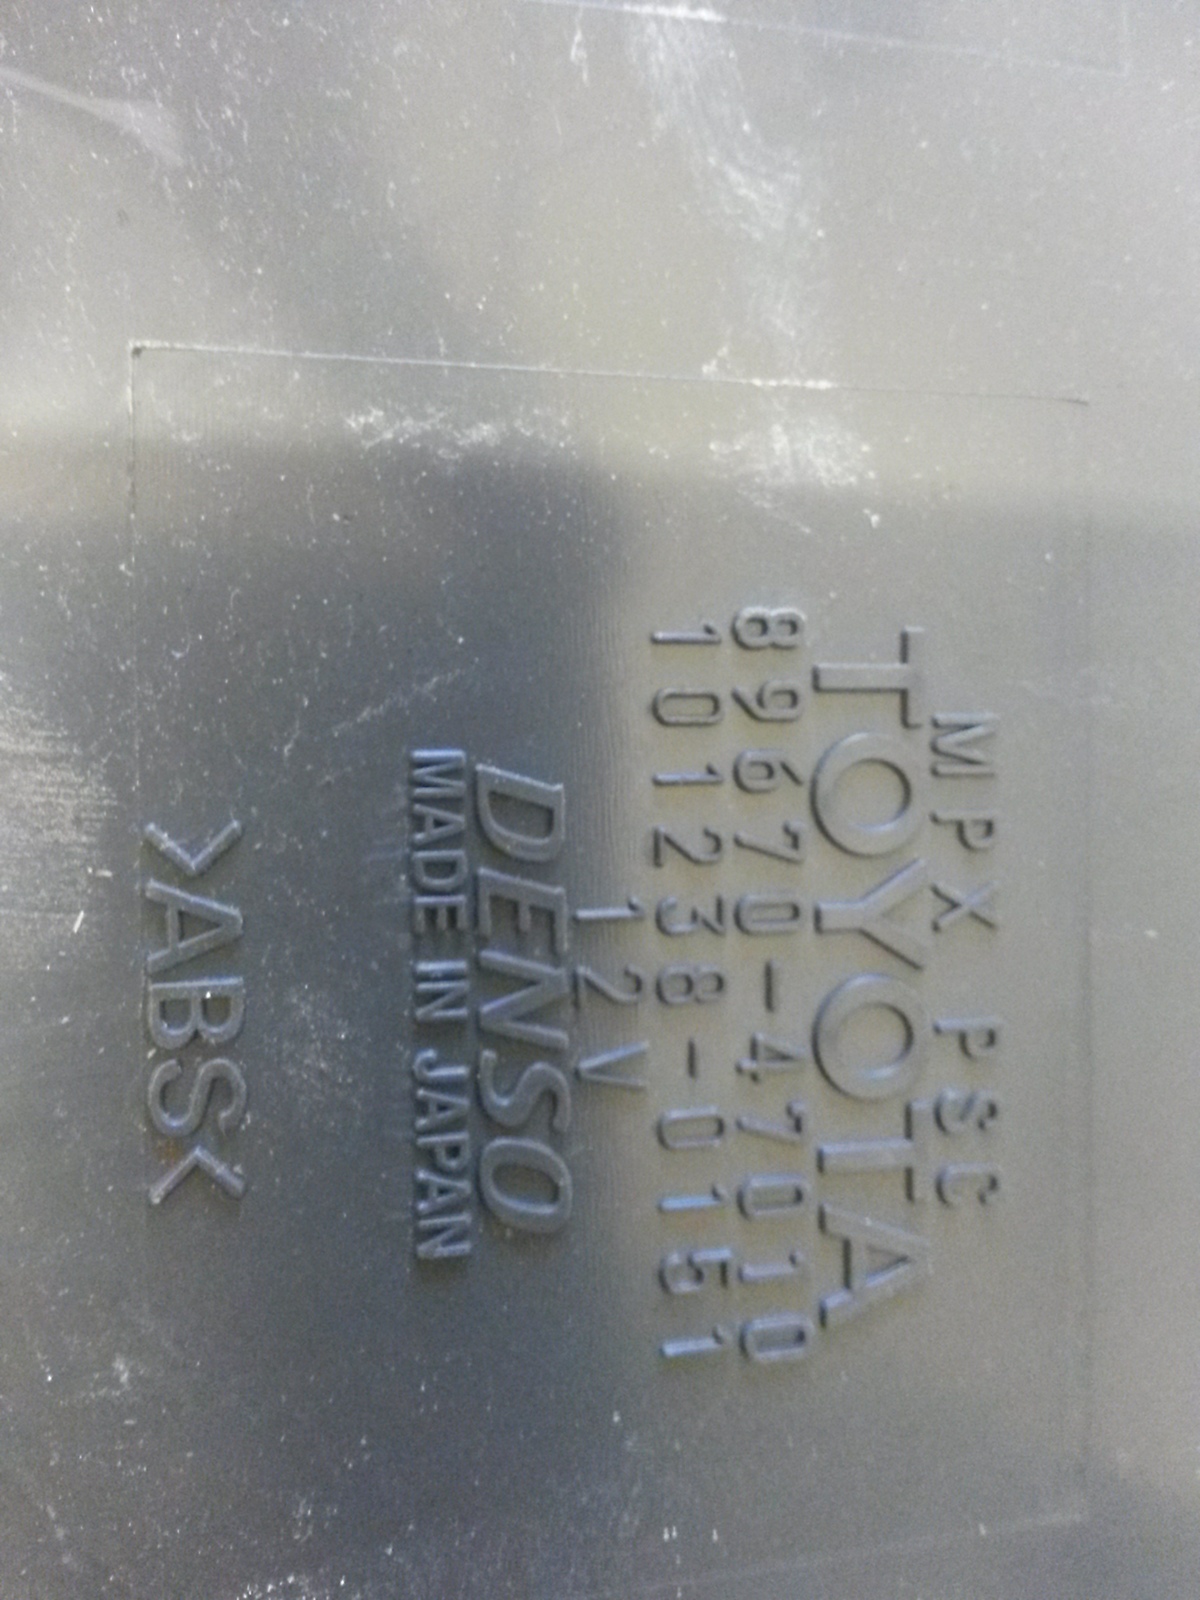 MPX PSC
TOYOTA
89670-47010
101238-0151
12V
DENSO
MADE IN JAPAN
>ABS<